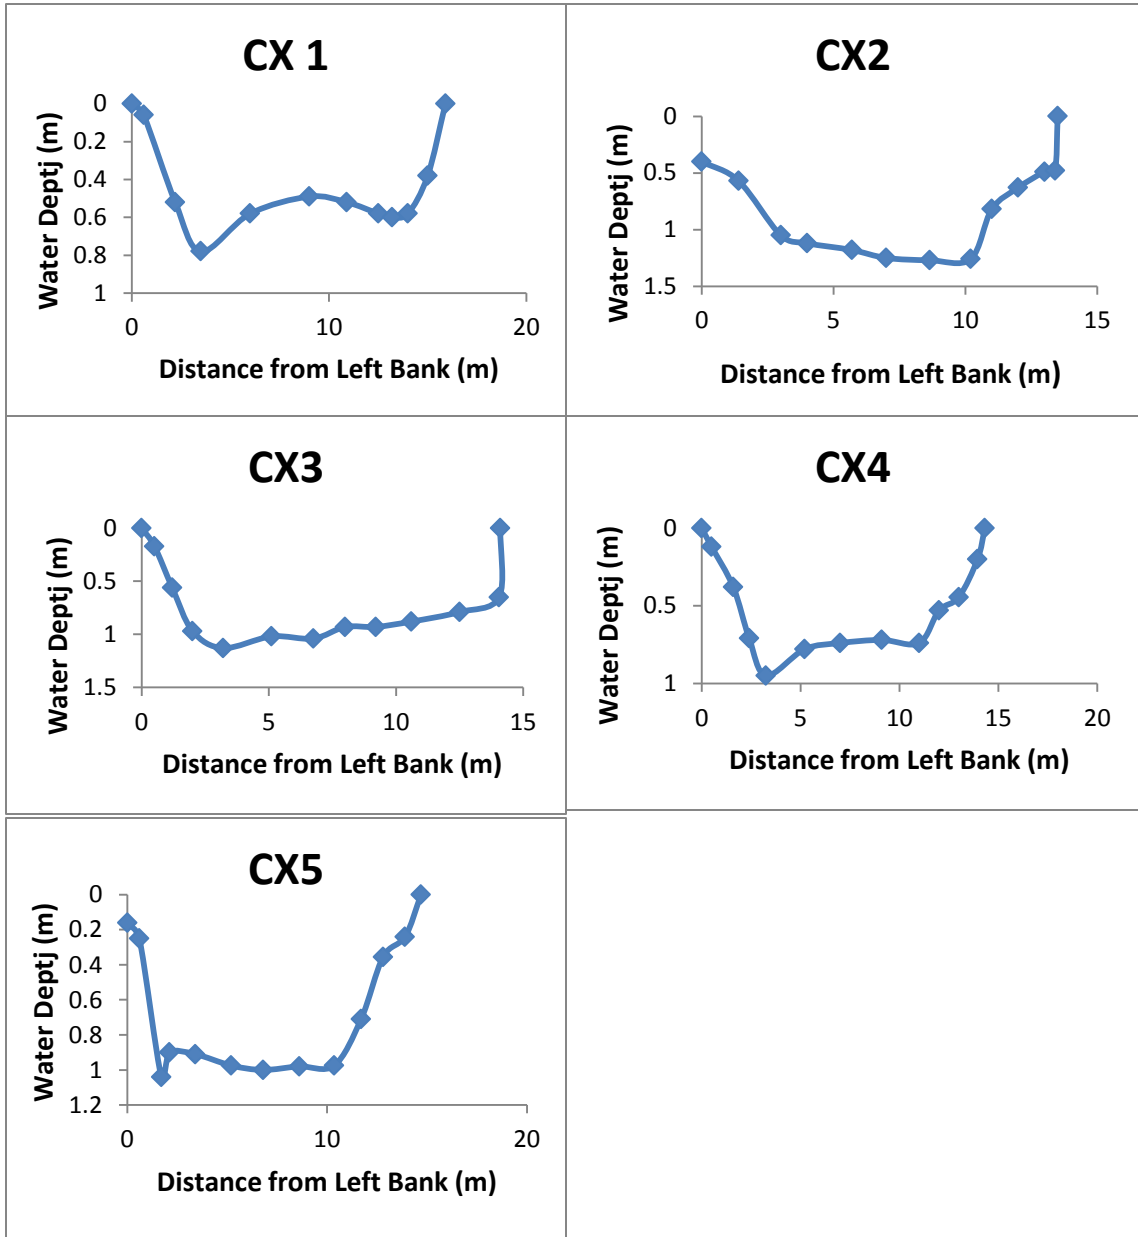 CX 1
Water Deptj (m)
0
0.2
0.4
0.6
0.8
1
0 10 20
Distance from Left Bank (m)
CX2
Water Deptj (m)
0
0.5
1
1.5
0 5 10 15
Distance from Left Bank (m)
CX3
Water Deptj (m)
0
0.5
1
1.5
0 5 10 15
Distance from Left Bank (m)
CX4
Water Deptj (m)
0
0.5
1
0 5 10 15 20
Distance from Left Bank (m)
CX5
Water Deptj (m)
0
0.2
0.4
0.6
0.8
1
1.2
0 10 20
Distance from Left Bank (m)